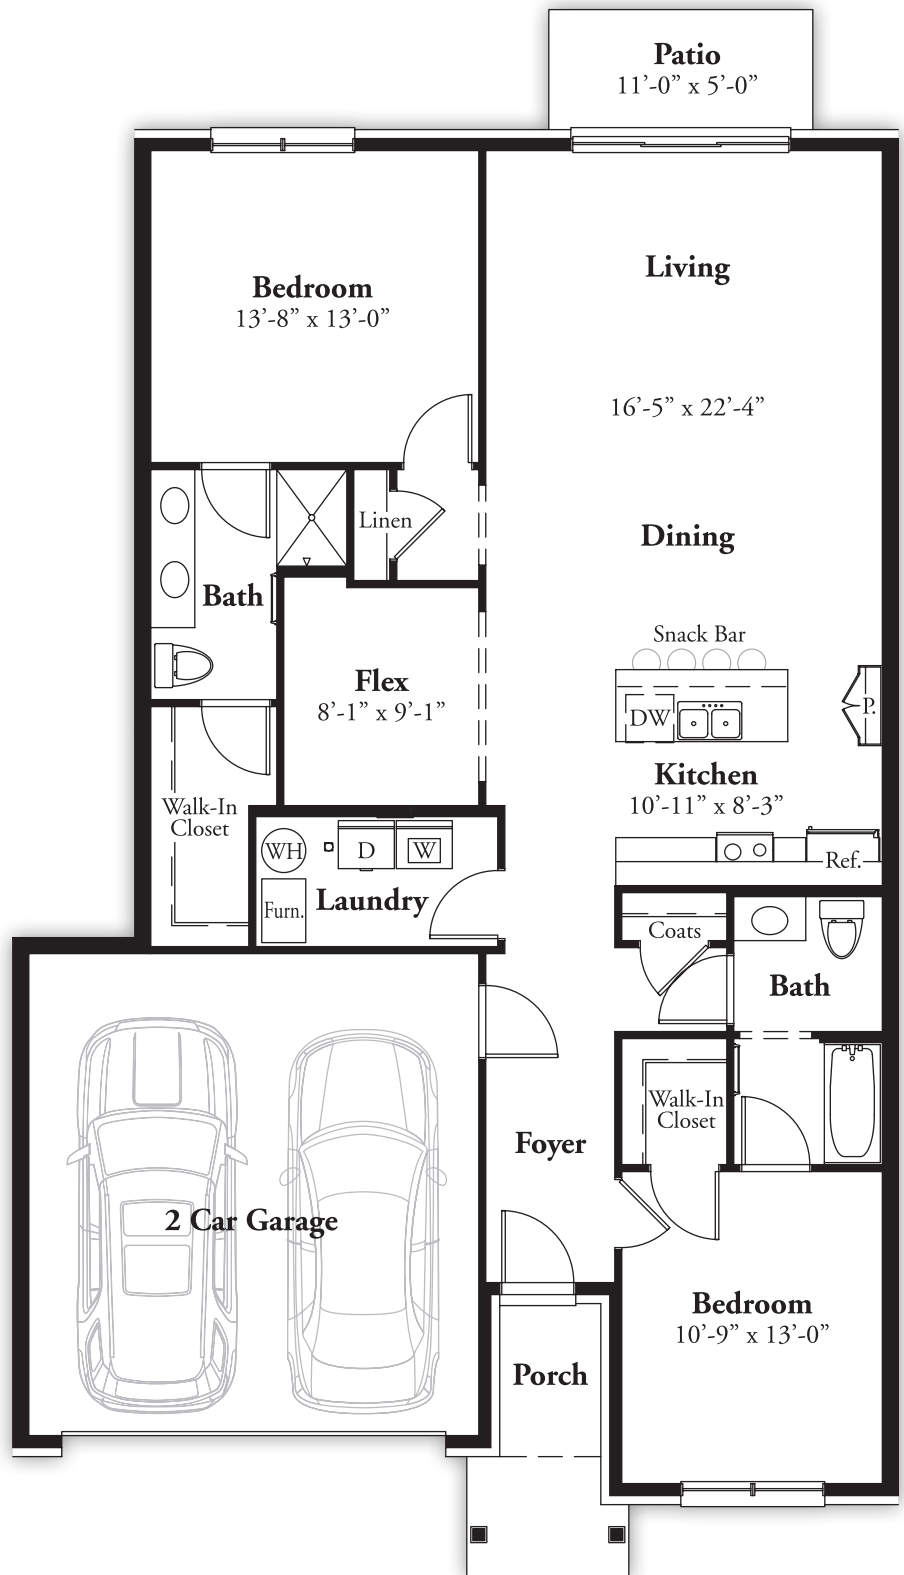 Patio
11’-0” x 5’-0”
Living
Bedroom
13’-8” x 13’-0”
16’-5” x 22’-4”
Linen
Dining
Bath
Snack Bar
Flex
8’-1” x 9’-1”
DW
P.
Kitchen
10’-11” x 8’-3”
Walk-In
Closet
WH
D
W
Ref.
Laundry
Furn.
Coats
Bath
Walk-In
Closet
Foyer
2 Car Garage
Bedroom
10’-9” x 13’-0”
Porch